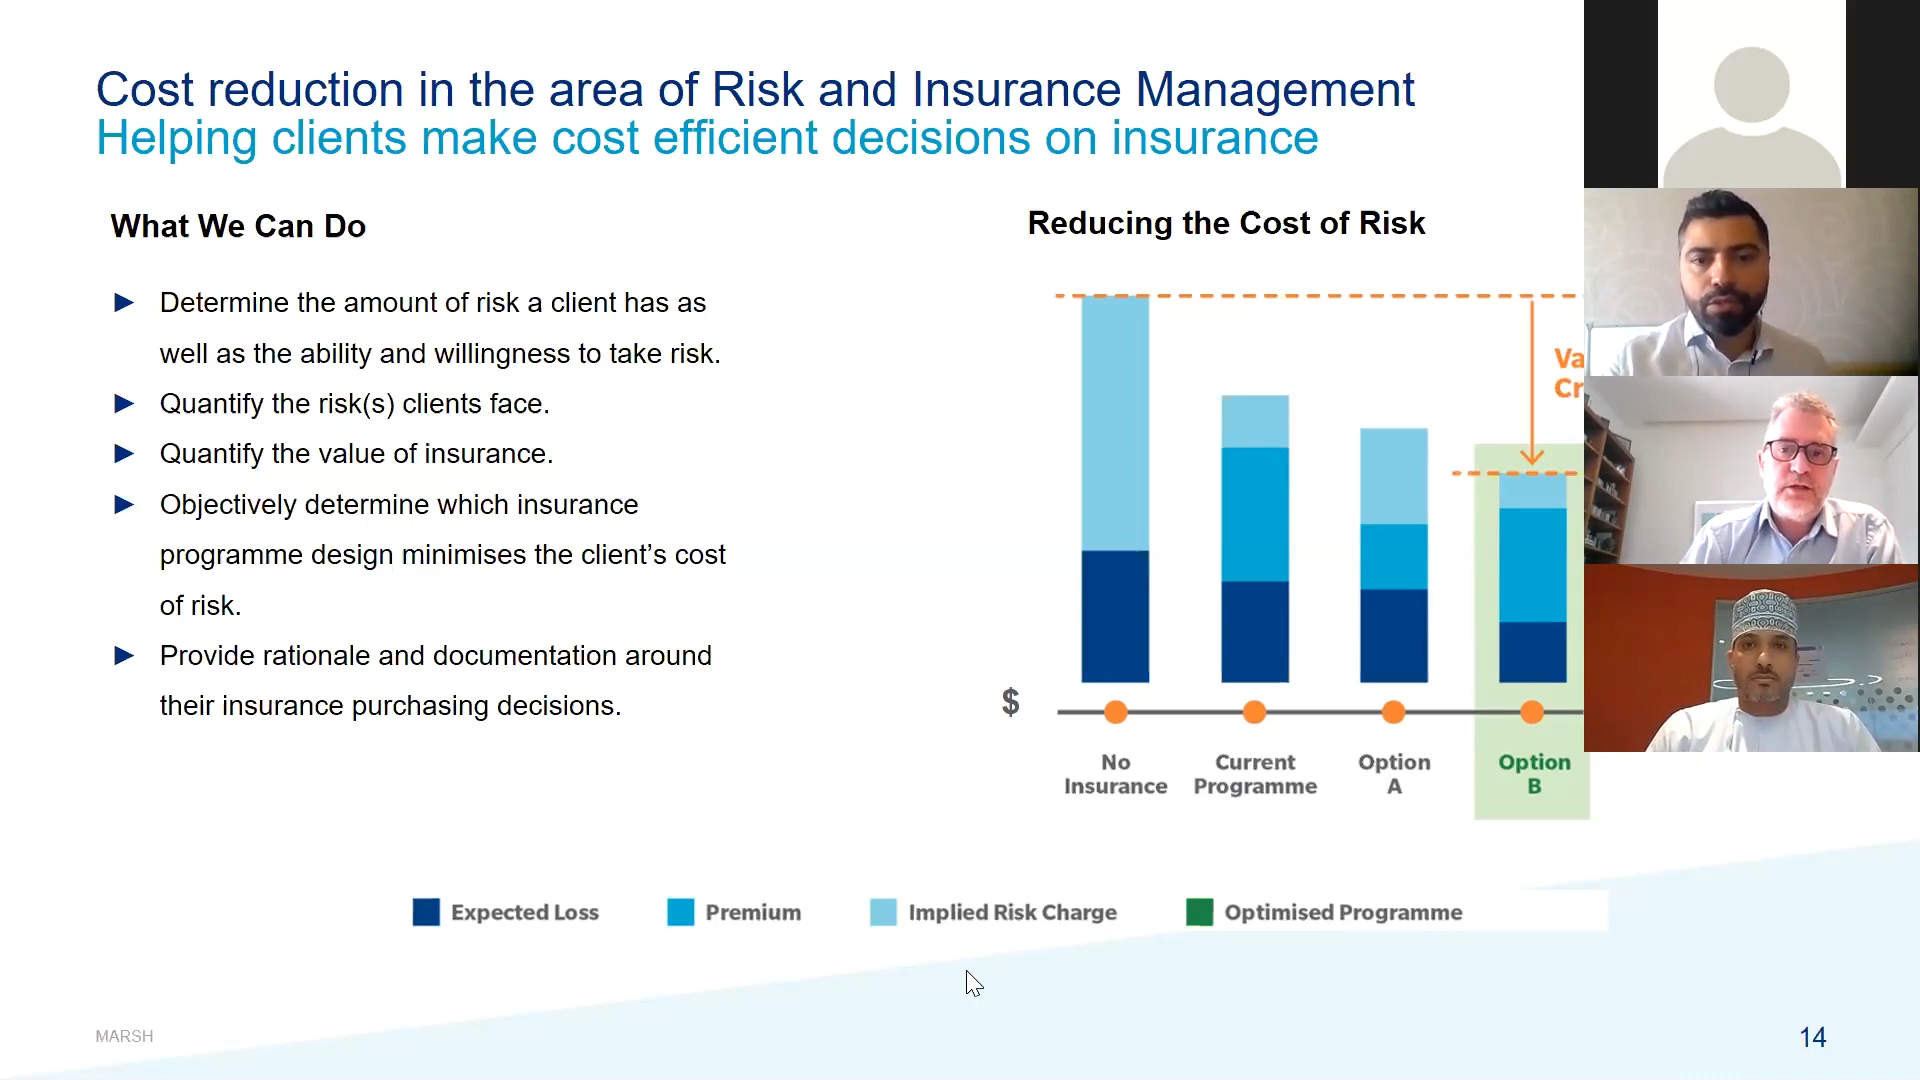 Cost reduction in the area of Risk and Insurance Management
Helping clients make cost efficient decisions on insurance
What We Can Do
Determine the amount of risk a client has as
well as the ability and willingness to take risk.
Quantify the risk(s) clients face.
Quantify the value of insurance.
Objectively determine which insurance
programme design minimises the client’s cost
of risk.
Provide rationale and documentation around
their insurance purchasing decisions.
Reducing the Cost of Risk
Va
Cr
$
No
Insurance
Current
Programme
Option
A
Option
B
Expected Loss
Premium
Implied Risk Charge
Optimised Programme
MARSH
14